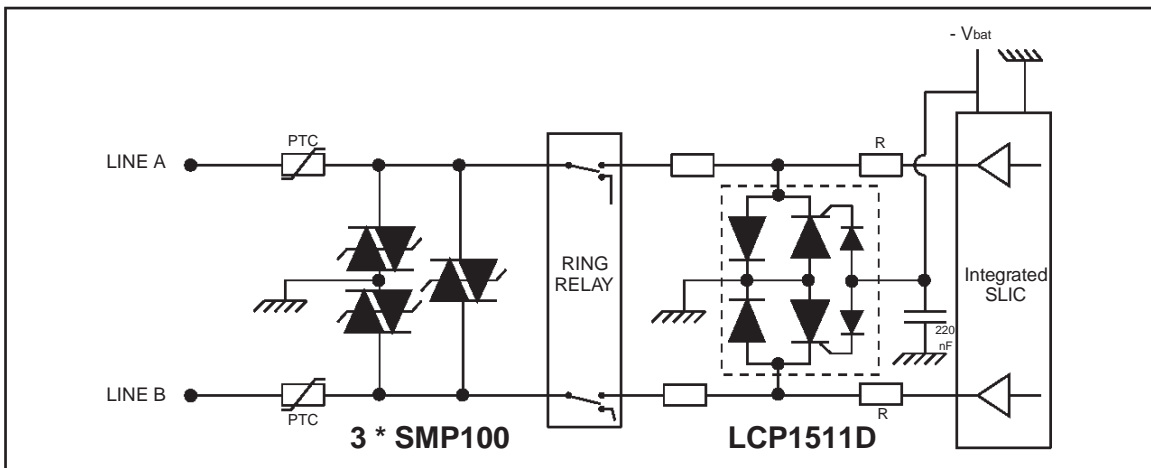 - Vbat
LINE A
PTC
R
RING
RELAY
Integrated
SLIC
220
nF
LINE B
PTC
R
3 * SMP100
LCP1511D